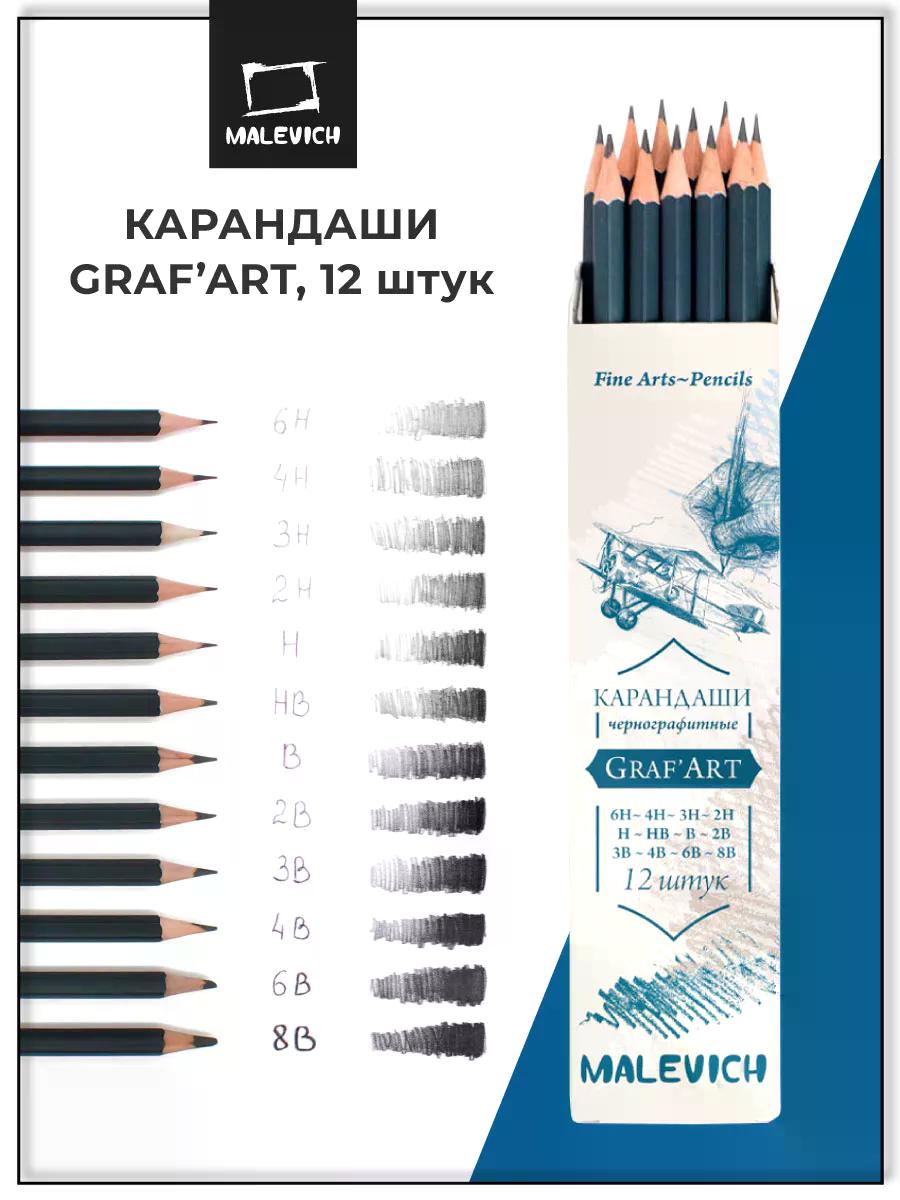 MALEVICH
КАРАНДАШИ
GRAF’ART, 12 штук
6H
4H
3H
2H
H
HB
B
2B
3B
4B
6B
8B
Fine Arts~Pencils
КАРАНДАШИ
чернографитные
GRAF’ART
6H~ 4H~ 3H~ 2H
H ~ HB ~ B ~ 2B
3B ~ 4B ~ 6B ~ 8B
12 штук
MALEVICH